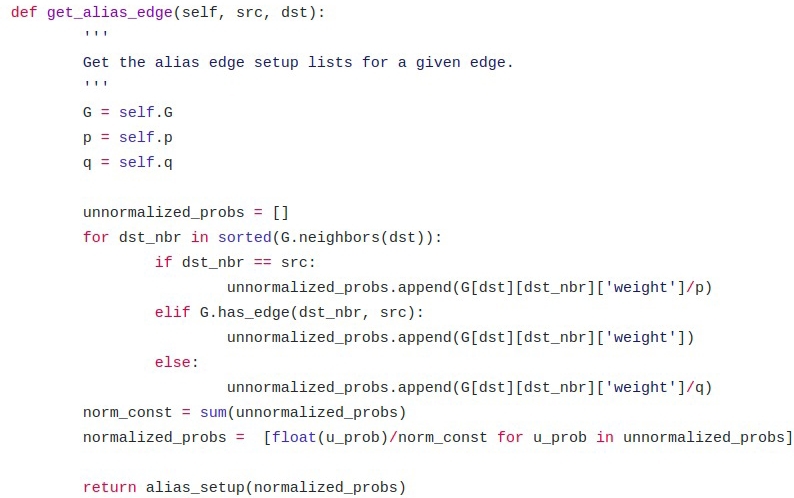 def get_alias_edge(self, src, dst):
        '''
        Get the alias edge setup lists for a given edge.
        '''
        G = self.G
        p = self.p
        q = self.q

        unnormalized_probs = []
        for dst_nbr in sorted(G.neighbors(dst)):
                if dst_nbr == src:
                        unnormalized_probs.append(G[dst][dst_nbr]['weight']/p)
                elif G.has_edge(dst_nbr, src):
                        unnormalized_probs.append(G[dst][dst_nbr]['weight'])
                else:
                        unnormalized_probs.append(G[dst][dst_nbr]['weight']/q)
        norm_const = sum(unnormalized_probs)
        normalized_probs =  [float(u_prob)/norm_const for u_prob in unnormalized_probs]

        return alias_setup(normalized_probs)